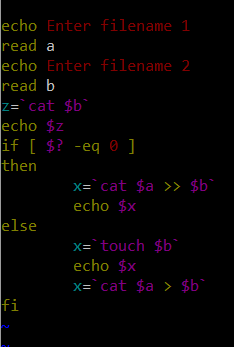 echo Enter filename 1
read a
echo Enter filename 2
read b
z=`cat $b`
echo $z
if [ $? -eq 0 ]
then
        x=`cat $a >> $b`
        echo $x
else
        x=`touch $b`
        echo $x
        x=`cat $a > $b`
fi
~
~